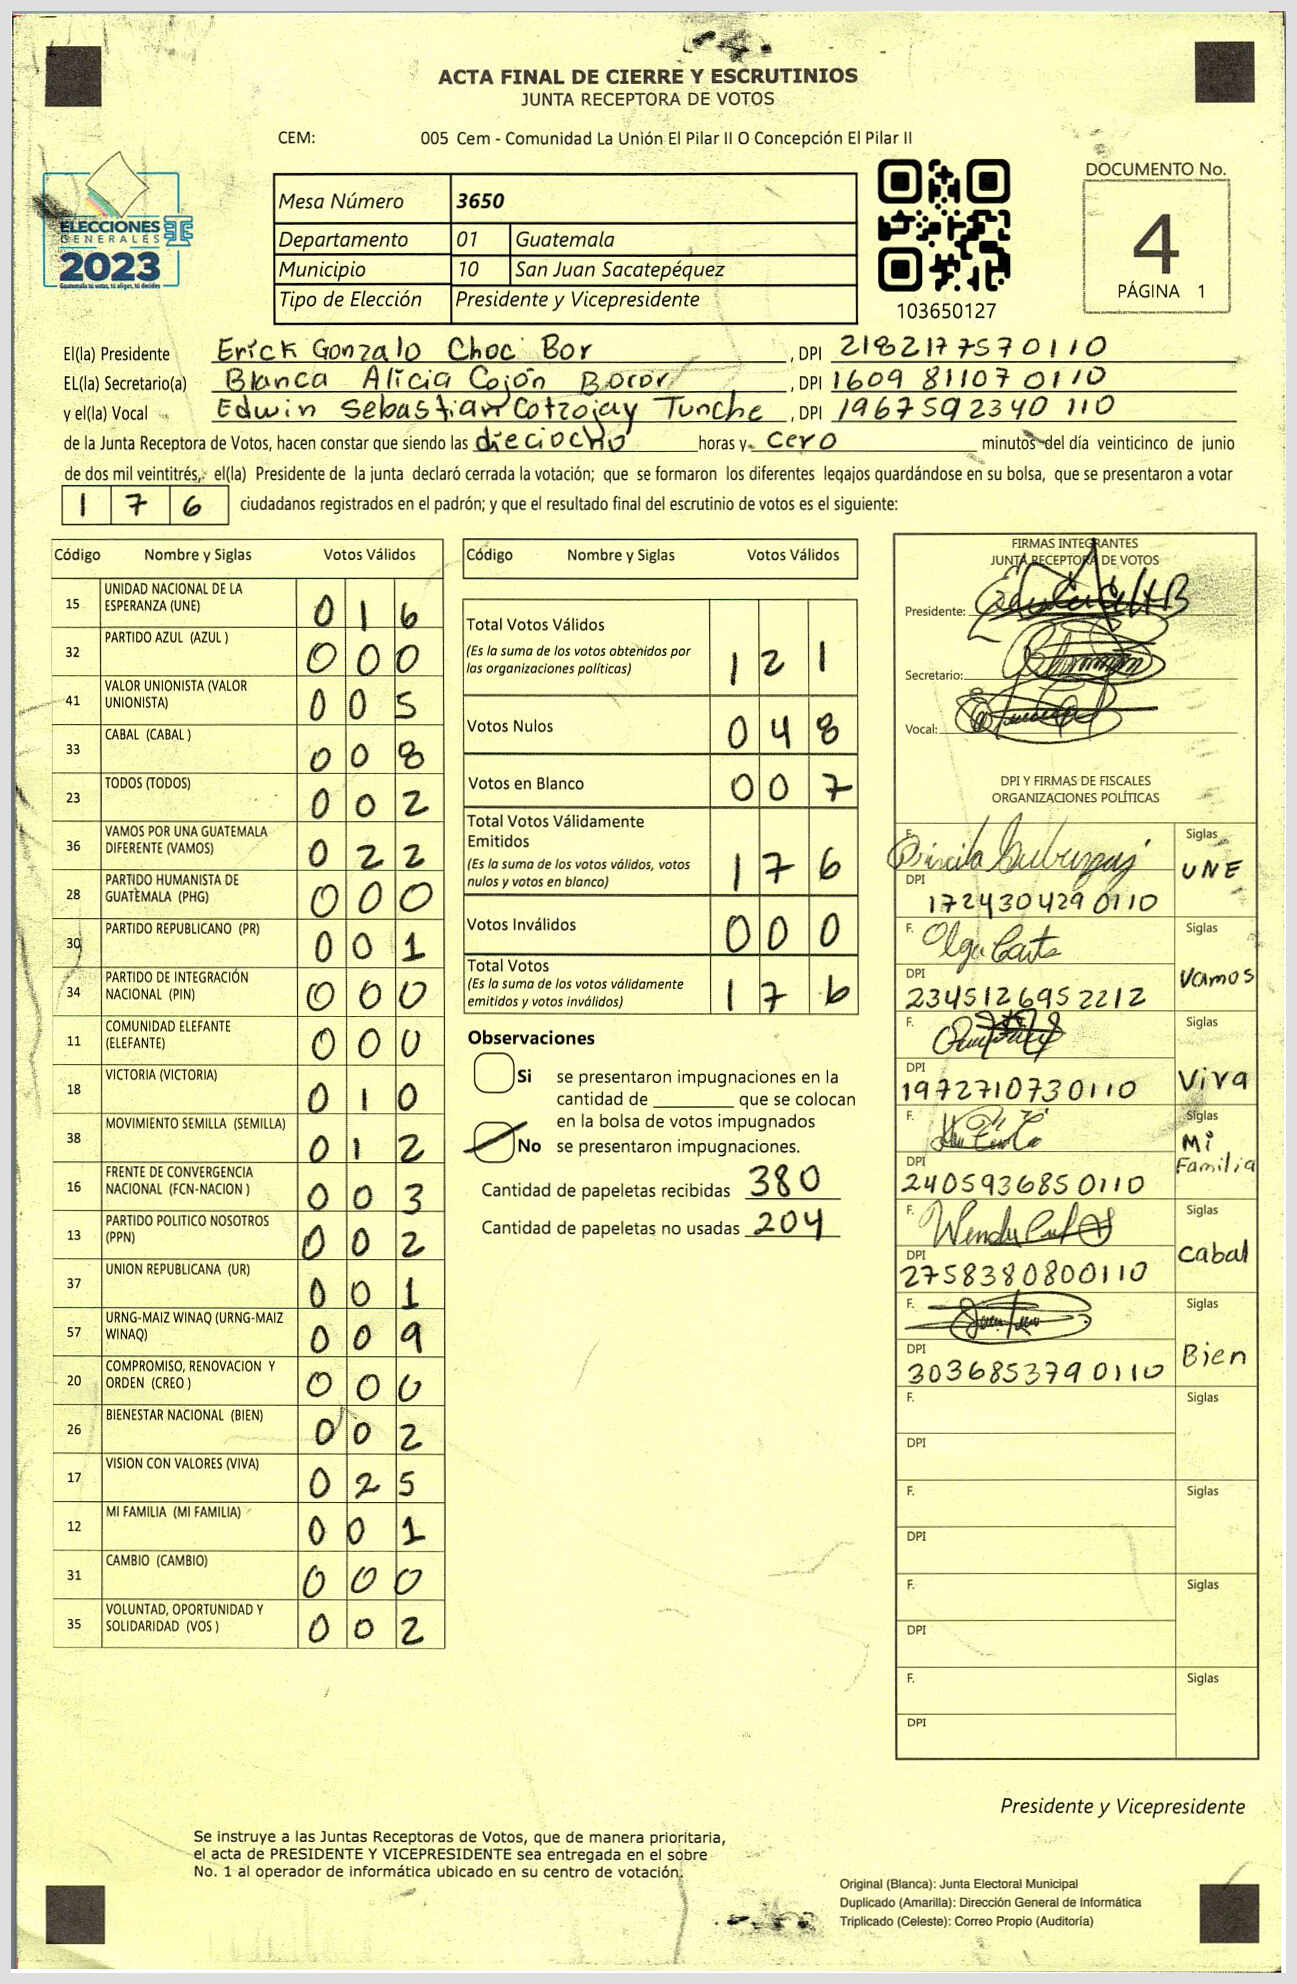 ACTA FINAL DE CIERRE Y ESCRUTINIOS
JUNTA RECEPTORA DE VOTOS
CEM: 005 Cem - Comunidad La Unión El Pilar II O Concepción El Pilar II
ELECCIONES
GENERALES
2023
Guatemala tú votas, tú eliges, tú decides
Mesa Número 3650
Departamento 01 Guatemala
Municipio 10 San Juan Sacatepéquez
Tipo de Elección Presidente y Vicepresidente
103650127
DOCUMENTO No.
4
PÁGINA 1
El(la) Presidente Erick Gonzalo Choc Bor , DPI 2182177570110
EL(la) Secretario(a) Blanca Alicia Cojón Bocor , DPI 1609 81107 0110
y el(la) Vocal Edwin Sebastian Cotzojay Tunche , DPI 1967592340 110
de la Junta Receptora de Votos, hacen constar que siendo las dieciocho horas y cero minutos del día veinticinco de junio
de dos mil veintitrés, el(la) Presidente de la junta declaró cerrada la votación; que se formaron los diferentes legajos guardándose en su bolsa, que se presentaron a votar
1 7 6 ciudadanos registrados en el padrón; y que el resultado final del escrutinio de votos es el siguiente:
Código Nombre y Siglas Votos Válidos
15 UNIDAD NACIONAL DE LA
ESPERANZA (UNE) 0 1 6
32 PARTIDO AZUL (AZUL ) 0 0 0
41 VALOR UNIONISTA (VALOR
UNIONISTA) 0 0 5
33 CABAL (CABAL ) 0 0 8
23 TODOS (TODOS) 0 0 2
36 VAMOS POR UNA GUATEMALA
DIFERENTE (VAMOS) 0 2 2
28 PARTIDO HUMANISTA DE
GUATEMALA (PHG) 0 0 0
30 PARTIDO REPUBLICANO (PR) 0 0 1
34 PARTIDO DE INTEGRACIÓN
NACIONAL (PIN) 0 0 0
11 COMUNIDAD ELEFANTE
(ELEFANTE) 0 0 0
18 VICTORIA (VICTORIA) 0 1 0
38 MOVIMIENTO SEMILLA (SEMILLA) 0 1 2
16 FRENTE DE CONVERGENCIA
NACIONAL (FCN-NACION ) 0 0 3
13 PARTIDO POLITICO NOSOTROS
(PPN) 0 0 2
37 UNION REPUBLICANA (UR) 0 0 1
57 URNG-MAIZ WINAQ (URNG-MAIZ
WINAQ) 0 0 9
20 COMPROMISO, RENOVACION Y
ORDEN (CREO ) 0 0 0
26 BIENESTAR NACIONAL (BIEN) 0 0 2
17 VISION CON VALORES (VIVA) 0 2 5
12 MI FAMILIA (MI FAMILIA) 0 0 1
31 CAMBIO (CAMBIO) 0 0 0
35 VOLUNTAD, OPORTUNIDAD Y
SOLIDARIDAD (VOS ) 0 0 2
Código Nombre y Siglas Votos Válidos
Total Votos Válidos
(Es la suma de los votos obtenidos por
las organizaciones políticas) 1 2 1
Votos Nulos 0 4 8
Votos en Blanco 0 0 7
Total Votos Válidamente
Emitidos
(Es la suma de los votos válidos, votos
nulos y votos en blanco) 1 7 6
Votos Inválidos 0 0 0
Total Votos
(Es la suma de los votos válidamente
emitidos y votos inválidos) 1 7 6
Observaciones
Si se presentaron impugnaciones en la
cantidad de ________ que se colocan
en la bolsa de votos impugnados
No se presentaron impugnaciones.
Cantidad de papeletas recibidas 380
Cantidad de papeletas no usadas 204
FIRMAS INTEGRANTES
JUNTA RECEPTORA DE VOTOS
Presidente:
Secretario:
Vocal:
DPI Y FIRMAS DE FISCALES
ORGANIZACIONES POLÍTICAS
F. Siglas
UNE
DPI
1724304290110
F. Olga Siglas
Vamos
DPI
2345126952212
F. Siglas
Viva
DPI
1972710730110
F. Siglas
Mi
Familia
DPI
2405936850110
F. Wendy Siglas
Cabal
DPI
2758380800110
F. Siglas
Bien
DPI
3036853790110
F. Siglas
DPI
F. Siglas
DPI
F. Siglas
DPI
F. Siglas
DPI
Presidente y Vicepresidente
Se instruye a las Juntas Receptoras de Votos, que de manera prioritaria,
el acta de PRESIDENTE Y VICEPRESIDENTE sea entregada en el sobre
No. 1 al operador de informática ubicado en su centro de votación.
Original (Blanca): Junta Electoral Municipal
Duplicado (Amarilla): Dirección General de Informática
Triplicado (Celeste): Correo Propio (Auditoría)